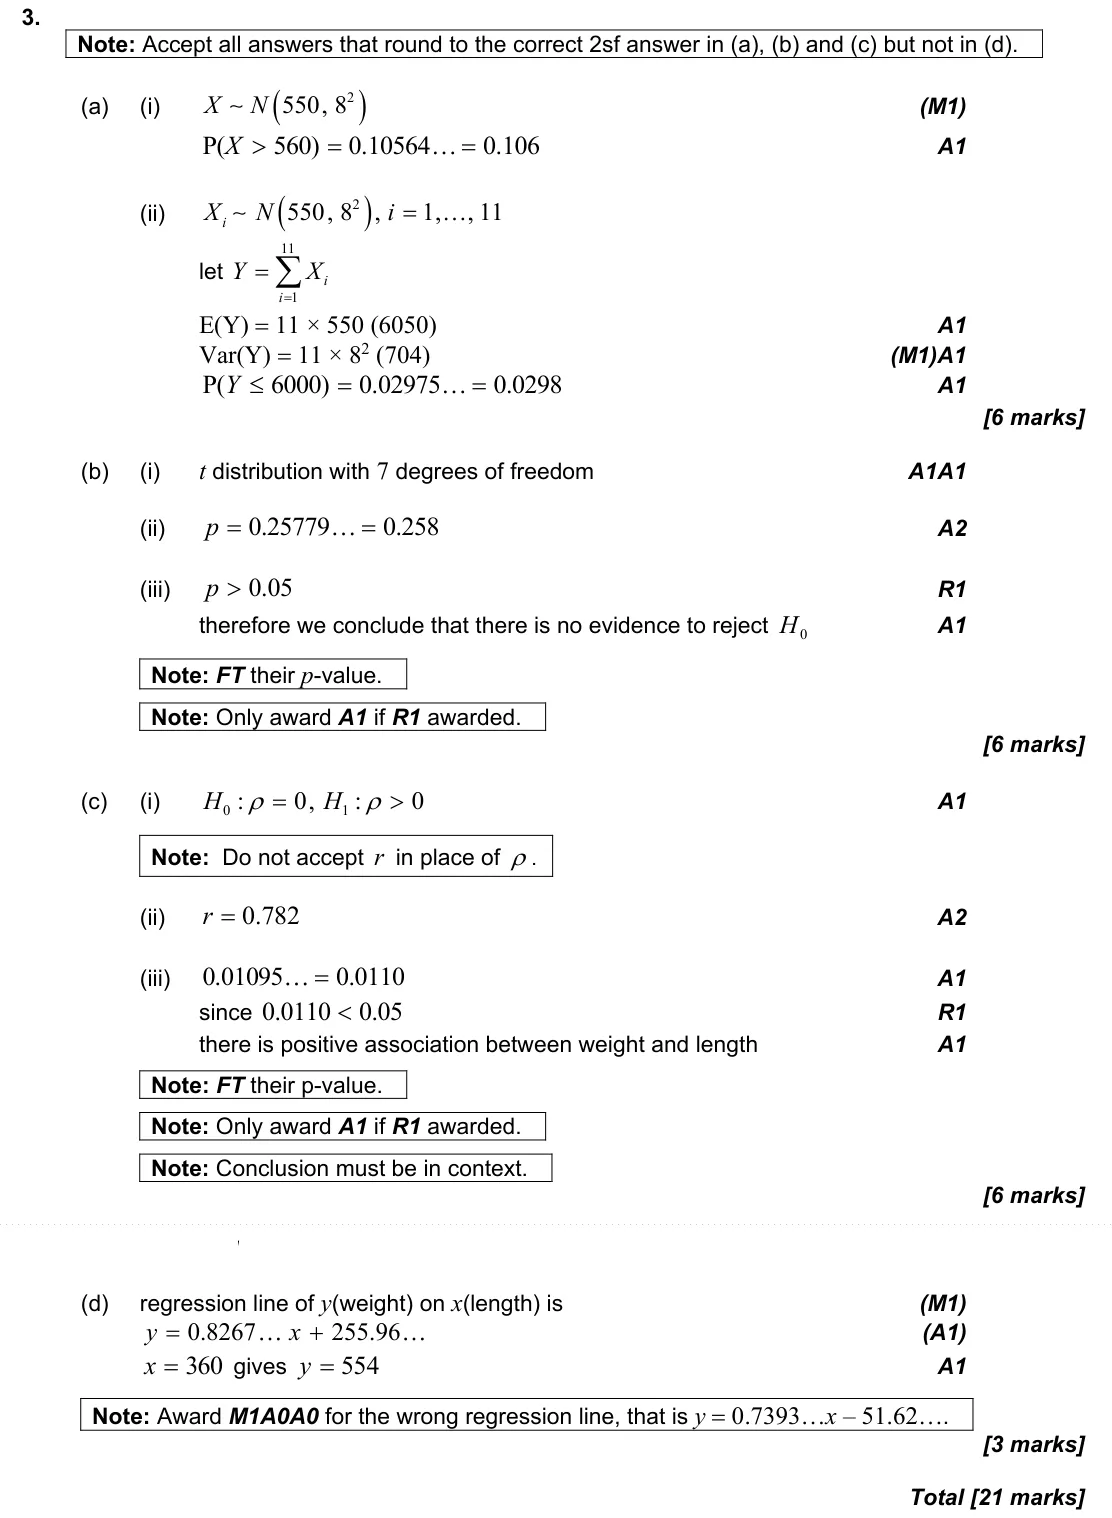 3.
Note: Accept all answers that round to the correct 2sf answer in (a), (b) and (c) but not in (d).
(a) (i) X ~ N(550, 8²) (M1)
P(X > 560) = 0.10564… = 0.106 A1
(ii) Xᵢ ~ N(550, 8²), i = 1,…, 11
let Y = ∑_{i=1}^{11} Xᵢ
E(Y) = 11 × 550 (6050) A1
Var(Y) = 11 × 8² (704) (M1)A1
P(Y ≤ 6000) = 0.02975… = 0.0298 A1
[6 marks]
(b) (i) t distribution with 7 degrees of freedom A1A1
(ii) p = 0.25779… = 0.258 A2
(iii) p > 0.05 R1
therefore we conclude that there is no evidence to reject H₀ A1
Note: FT their p-value.
Note: Only award A1 if R1 awarded.
[6 marks]
(c) (i) H₀ : ρ = 0, H₁ : ρ > 0 A1
Note: Do not accept r in place of ρ.
(ii) r = 0.782 A2
(iii) 0.01095… = 0.0110 A1
since 0.0110 < 0.05 R1
there is positive association between weight and length A1
Note: FT their p-value.
Note: Only award A1 if R1 awarded.
Note: Conclusion must be in context.
[6 marks]
(d) regression line of y(weight) on x(length) is (M1)
y = 0.8267… x + 255.96… (A1)
x = 360 gives y = 554 A1
Note: Award M1A0A0 for the wrong regression line, that is y = 0.7393…x – 51.62….
[3 marks]
Total [21 marks]